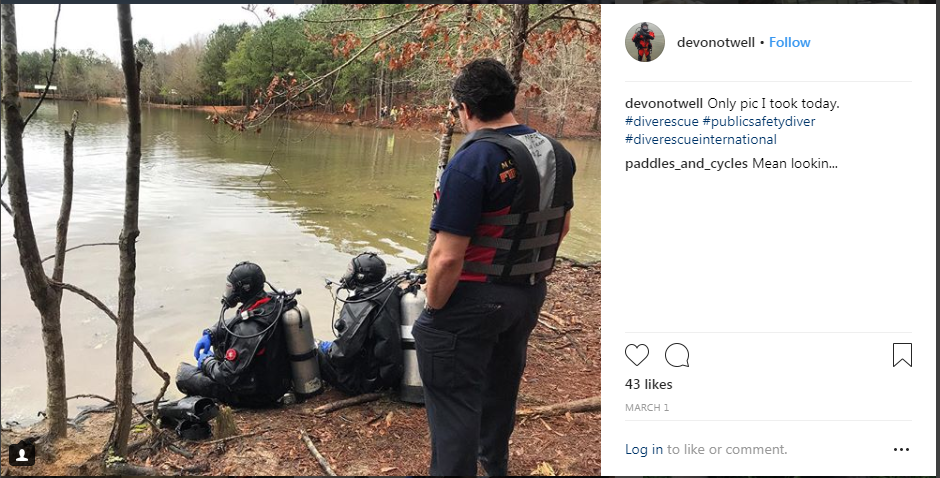 devonotwell • Follow
devonotwell Only pic I took today.
#diverescue #publicsafetydiver
#diverescueinternational
paddles_and_cycles Mean lookin...
43 likes
MARCH 1
Log in to like or comment.